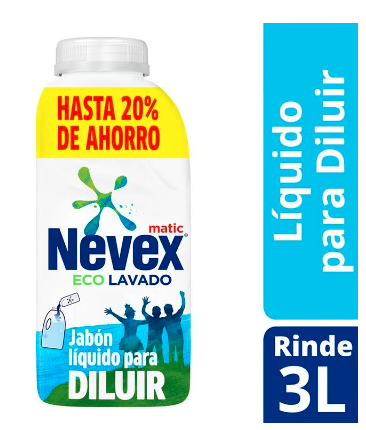 HASTA 20%
DE AHORRO
matic
Nevex
ECO LAVADO
Jabón
líquido para
DILUIR
Líquido
para Diluir
Rinde
3L